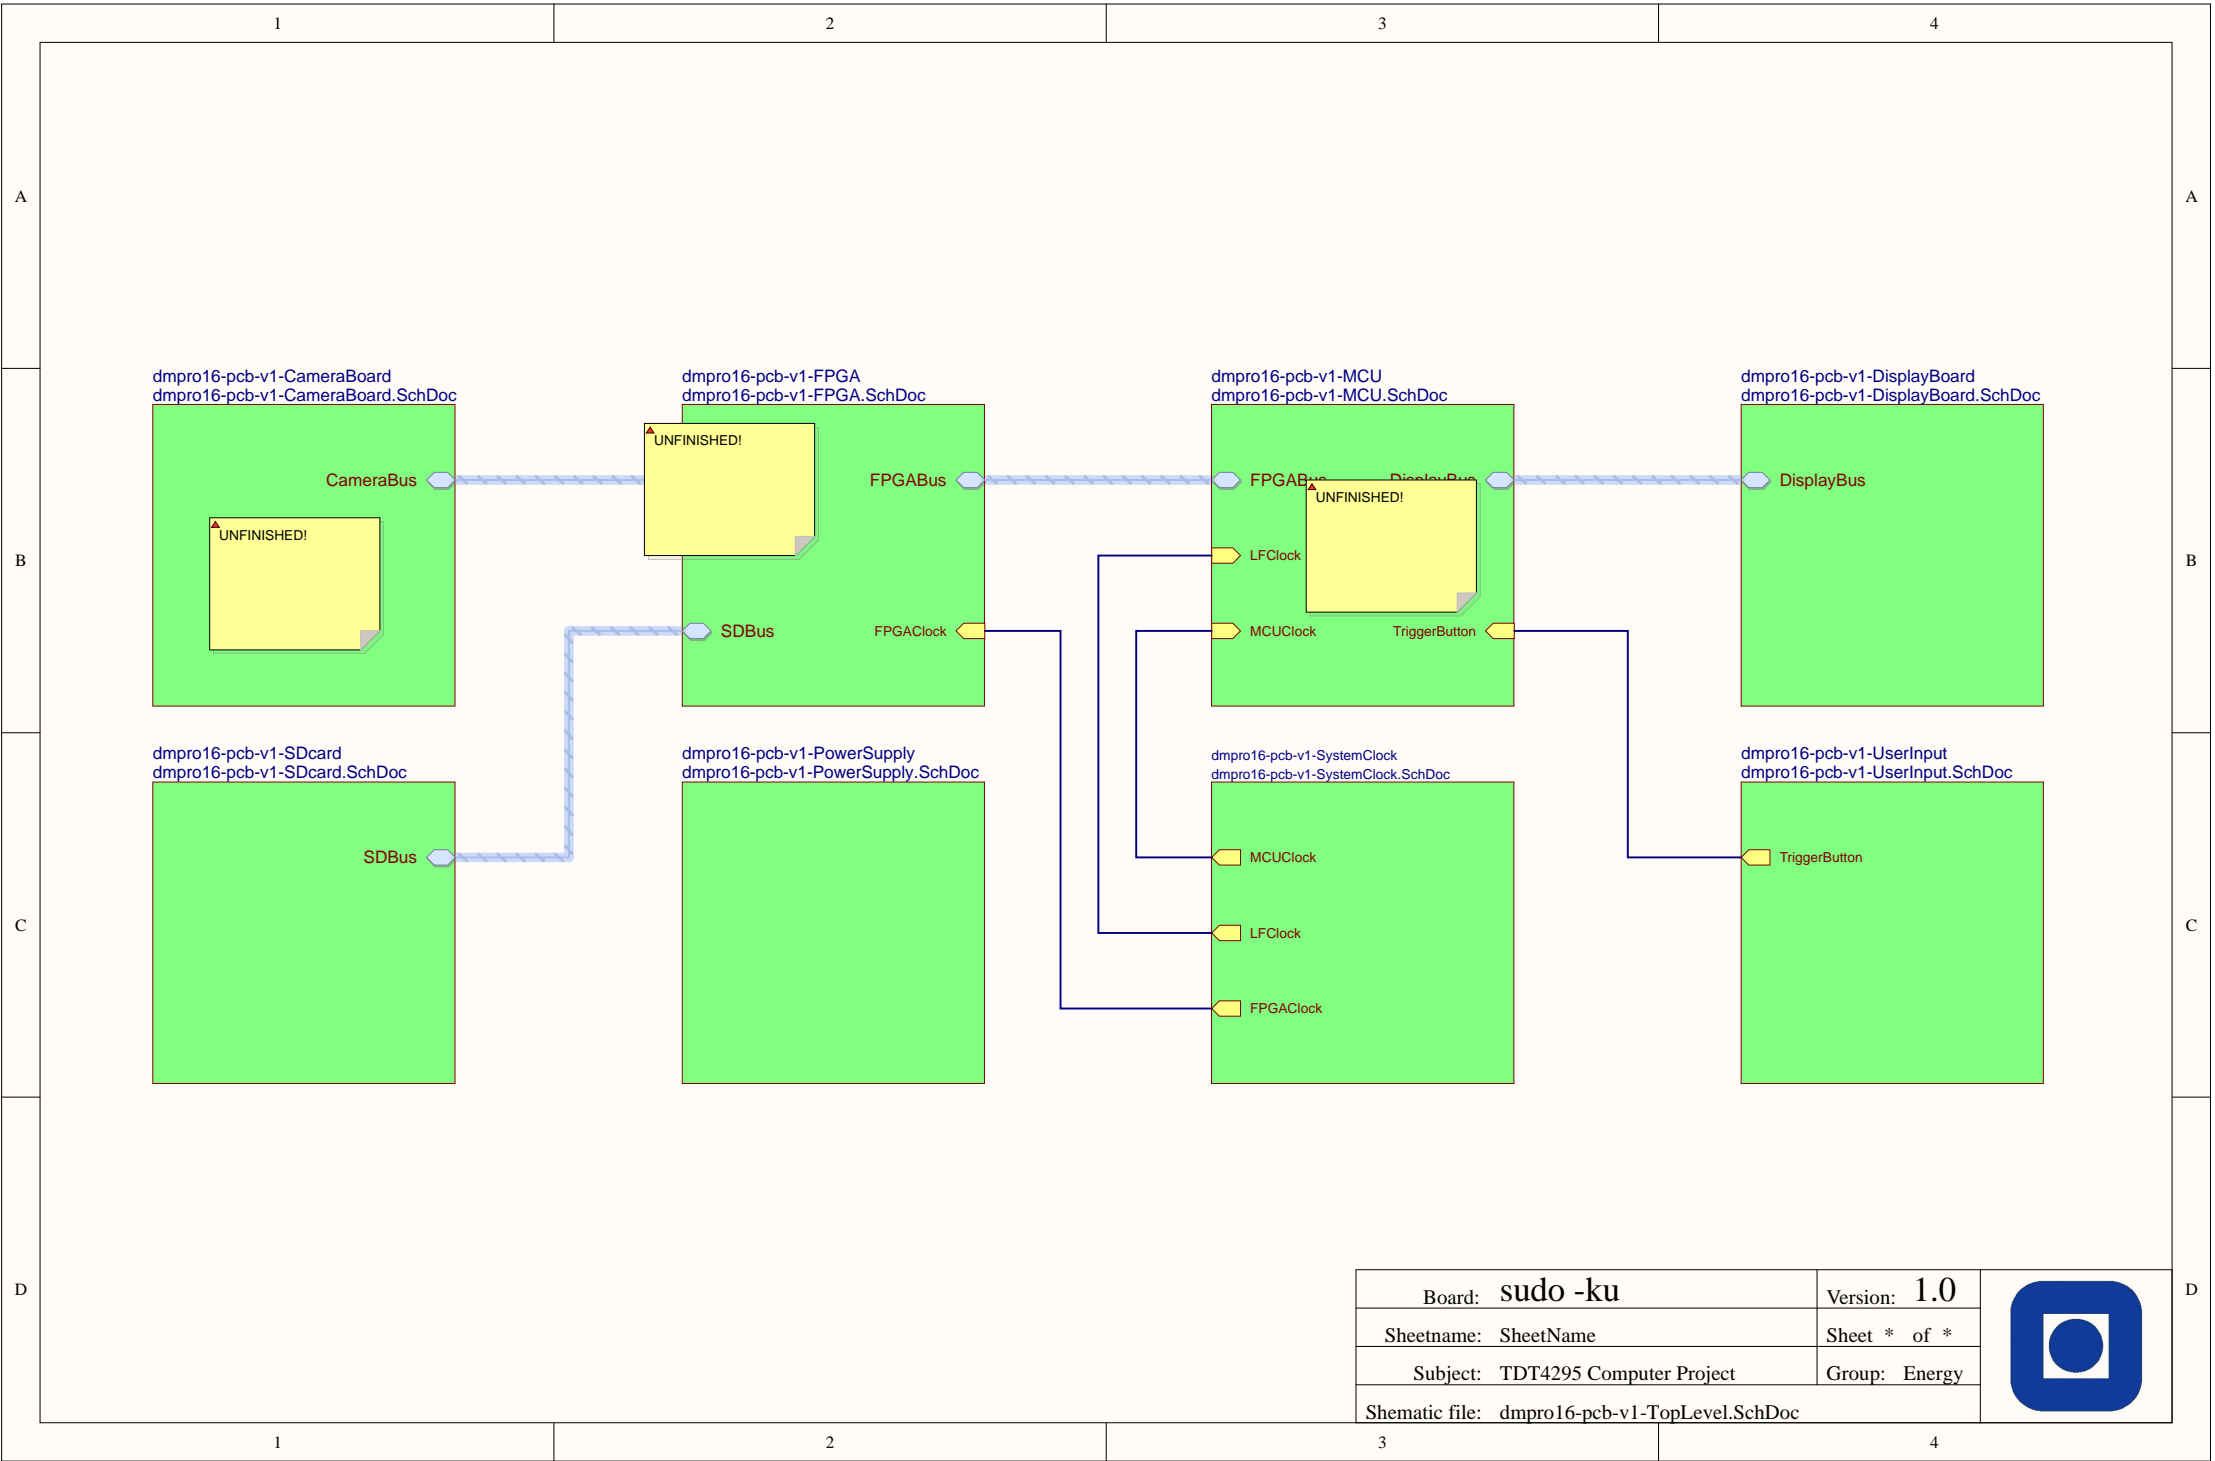 1
2
3
4
A
A
dmpro16-pcb-v1-CameraBoard
dmpro16-pcb-v1-CameraBoard.SchDoc
CameraBus
UNFINISHED!
dmpro16-pcb-v1-FPGA
dmpro16-pcb-v1-FPGA.SchDoc
UNFINISHED!
FPGABus
SDBus
FPGAClock
dmpro16-pcb-v1-MCU
dmpro16-pcb-v1-MCU.SchDoc
FPGABus
DisplayBus
UNFINISHED!
LFClock
MCUClock
TriggerButton
dmpro16-pcb-v1-DisplayBoard
dmpro16-pcb-v1-DisplayBoard.SchDoc
DisplayBus
B
B
dmpro16-pcb-v1-SDcard
dmpro16-pcb-v1-SDcard.SchDoc
SDBus
dmpro16-pcb-v1-PowerSupply
dmpro16-pcb-v1-PowerSupply.SchDoc
dmpro16-pcb-v1-SystemClock
dmpro16-pcb-v1-SystemClock.SchDoc
MCUClock
LFClock
FPGAClock
dmpro16-pcb-v1-UserInput
dmpro16-pcb-v1-UserInput.SchDoc
TriggerButton
C
C
D
D
Board: sudo -ku
Version: 1.0
Sheetname: SheetName
Sheet * of *
Subject: TDT4295 Computer Project
Group: Energy
Shematic file: dmpro16-pcb-v1-TopLevel.SchDoc
1
2
3
4